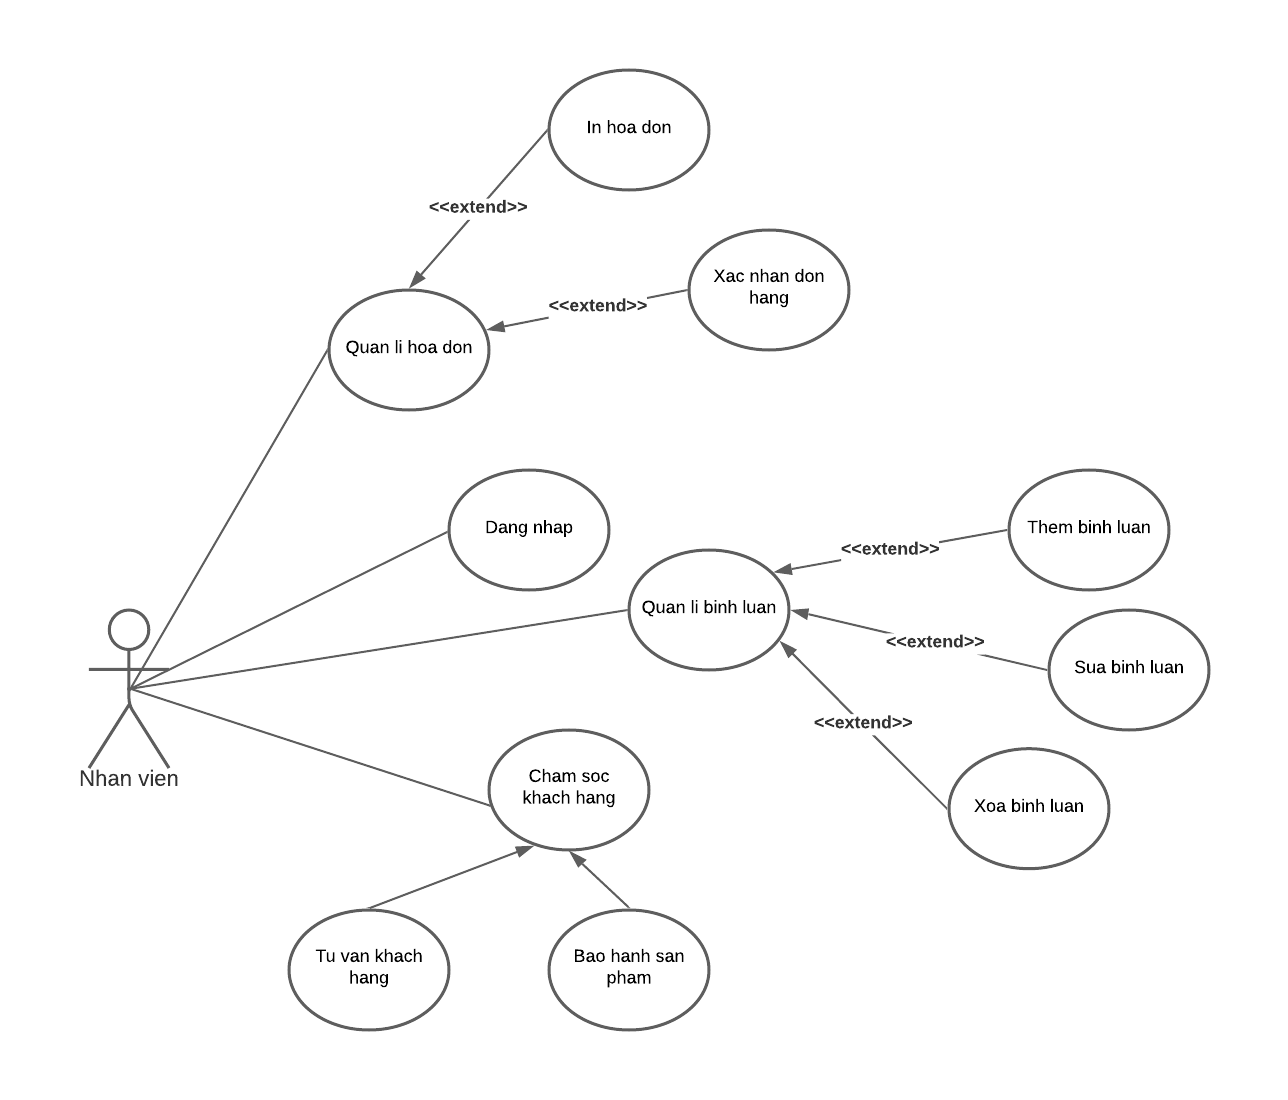 In hoa don
<<extend>>
Xac nhan don
hang
<<extend>>
Quan li hoa don
Dang nhap
Them binh luan
<<extend>>
Quan li binh luan
<<extend>>
Sua binh luan
<<extend>>
Nhan vien
Cham soc
khach hang
Xoa binh luan
Tu van khach
hang
Bao hanh san
pham